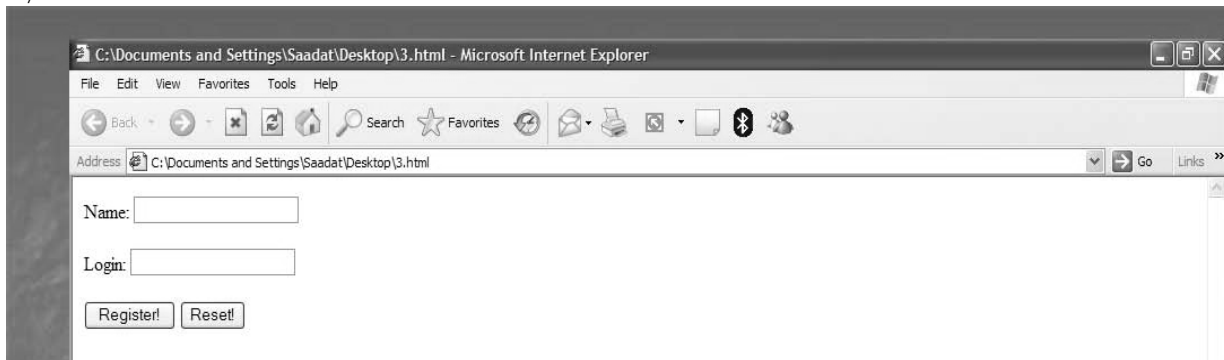 C:\Documents and Settings\Saadat\Desktop\3.html - Microsoft Internet Explorer
File Edit View Favorites Tools Help
Back Search Favorites
Address C:\Documents and Settings\Saadat\Desktop\3.html Go Links »
Name:
Login:
Register! Reset!